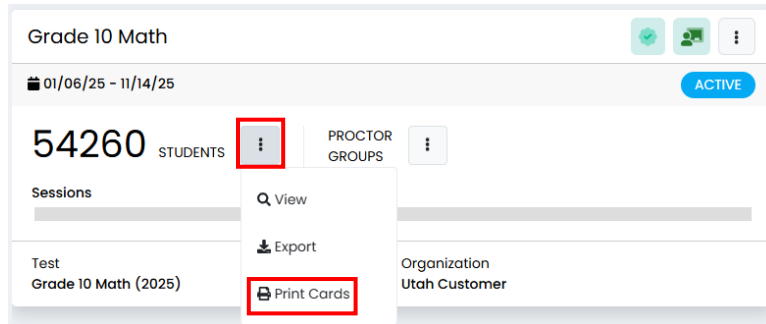 Grade 10 Math
01/06/25 - 11/14/25
ACTIVE
54260 STUDENTS
PROCTOR
GROUPS
Sessions
View
Export
Print Cards
Test
Grade 10 Math (2025)
Organization
Utah Customer